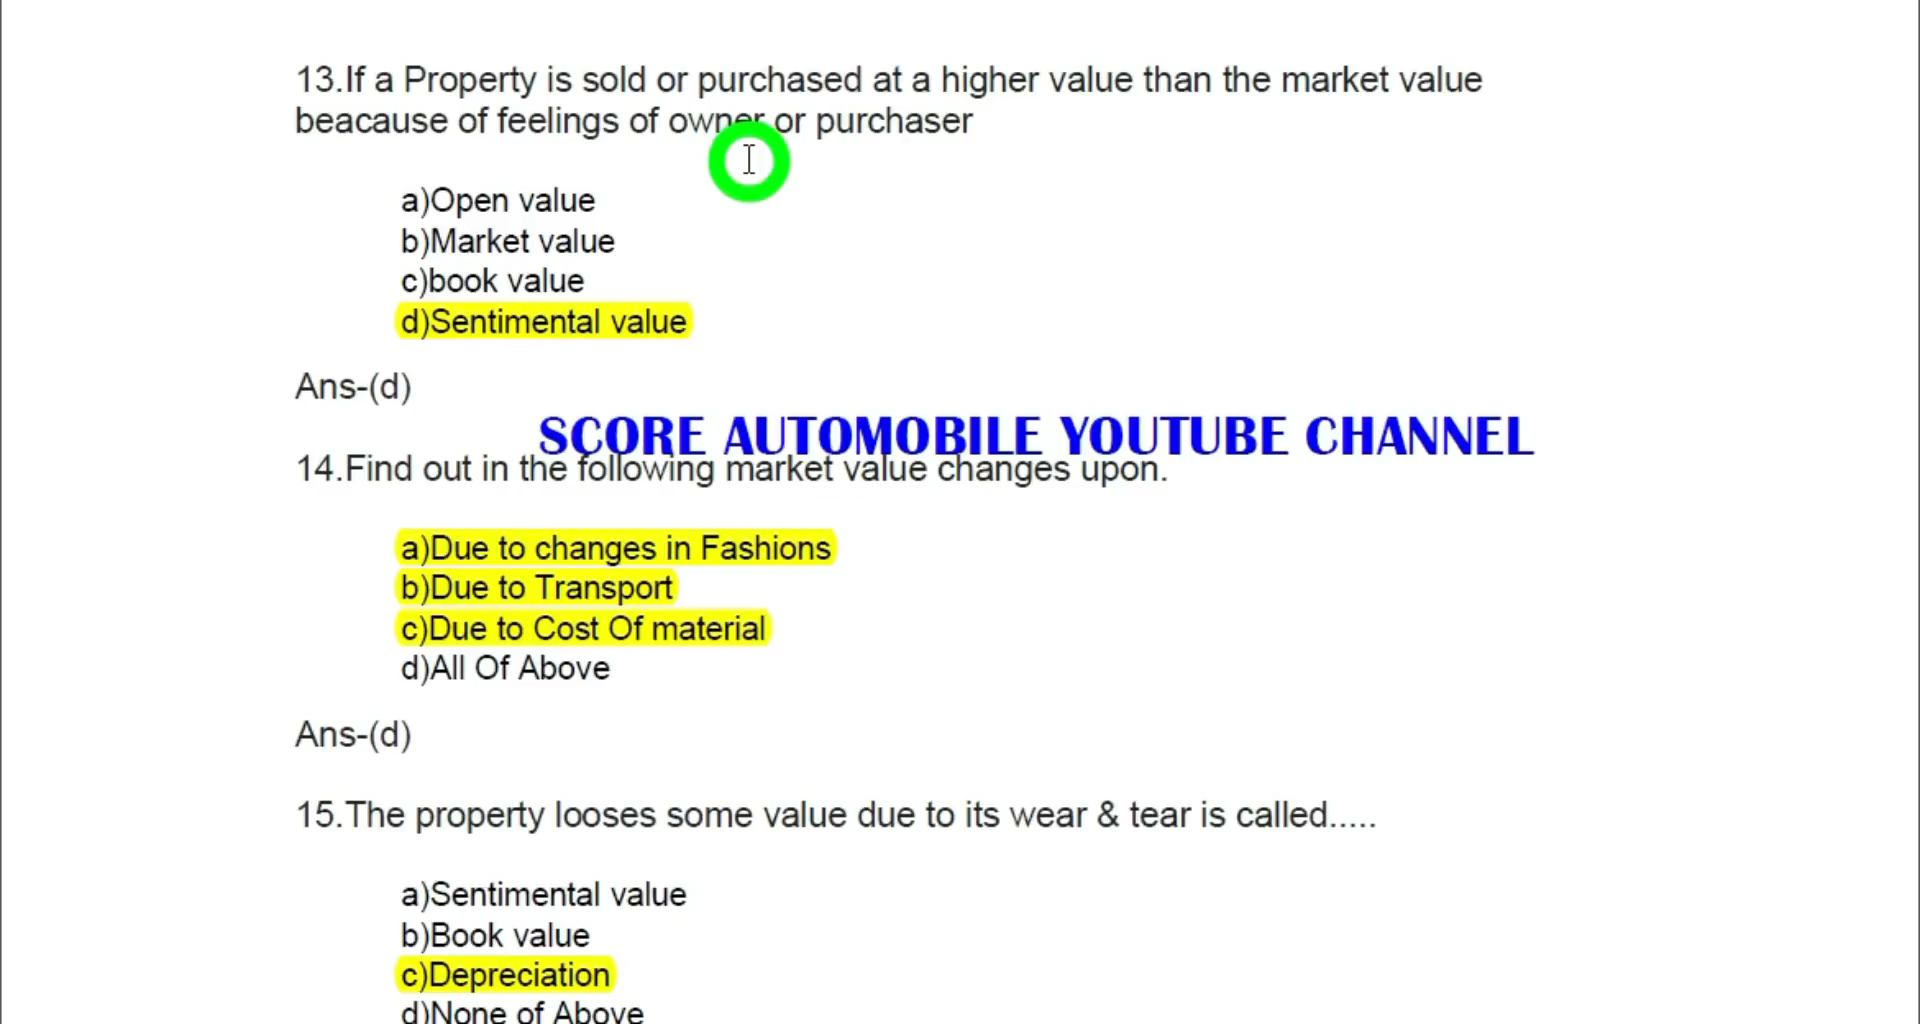 13.If a Property is sold or purchased at a higher value than the market value
beacause of feelings of owner or purchaser
a)Open value
b)Market value
c)book value
d)Sentimental value
Ans-(d)
SCORE AUTOMOBILE YOUTUBE CHANNEL
14.Find out in the following market value changes upon.
a)Due to changes in Fashions
b)Due to Transport
c)Due to Cost Of material
d)All Of Above
Ans-(d)
15.The property looses some value due to its wear & tear is called.....
a)Sentimental value
b)Book value
c)Depreciation
d)None of Above